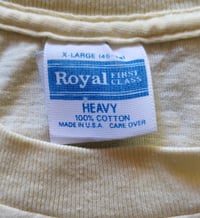 X-LARGE
Royal FIRST CLASS
HEAVY
100% COTTON
MADE IN U.S.A. CARE OVER